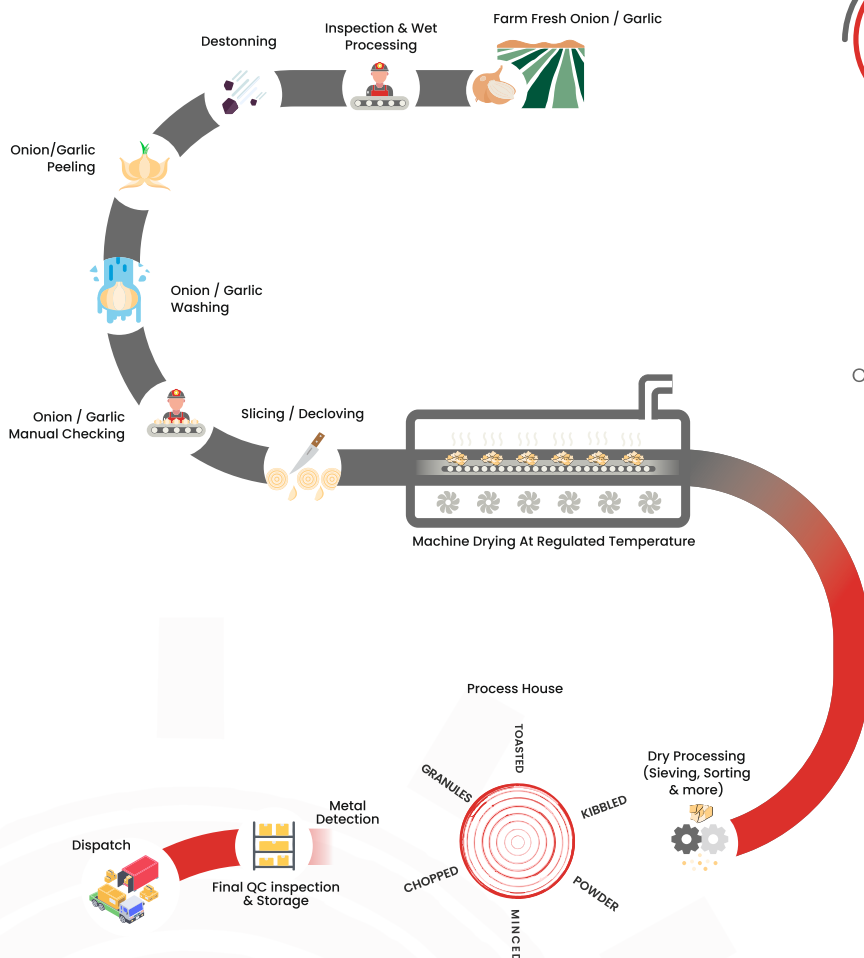 Farm Fresh Onion / Garlic
Inspection & Wet
Processing
Destonning
Onion/Garlic
Peeling
Onion / Garlic
Washing
Onion / Garlic
Manual Checking
Slicing / Decloving
Machine Drying At Regulated Temperature
Dry Processing
(Sieving, Sorting
& more)
Process House
TOASTED
KIBBLED
POWDER
MINCED
CHOPPED
GRANULES
Metal
Detection
Final QC inspection
& Storage
Dispatch